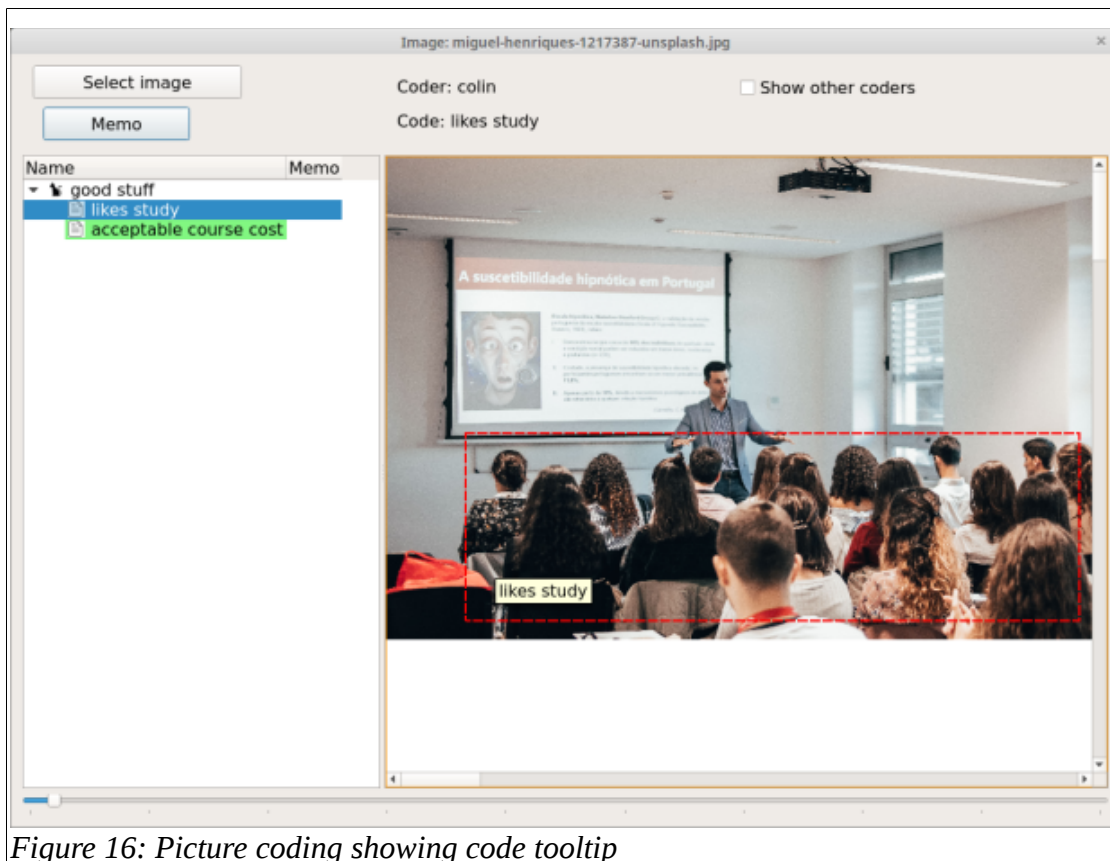 Image: miguel-henriques-1217387-unsplash.jpg
Select image
Coder: colin
Show other coders
Memo
Code: likes study
Name
Memo
good stuff
likes study
acceptable course cost
A suscetibilidade hipnótica em Portugal
likes study
Figure 16: Picture coding showing code tooltip